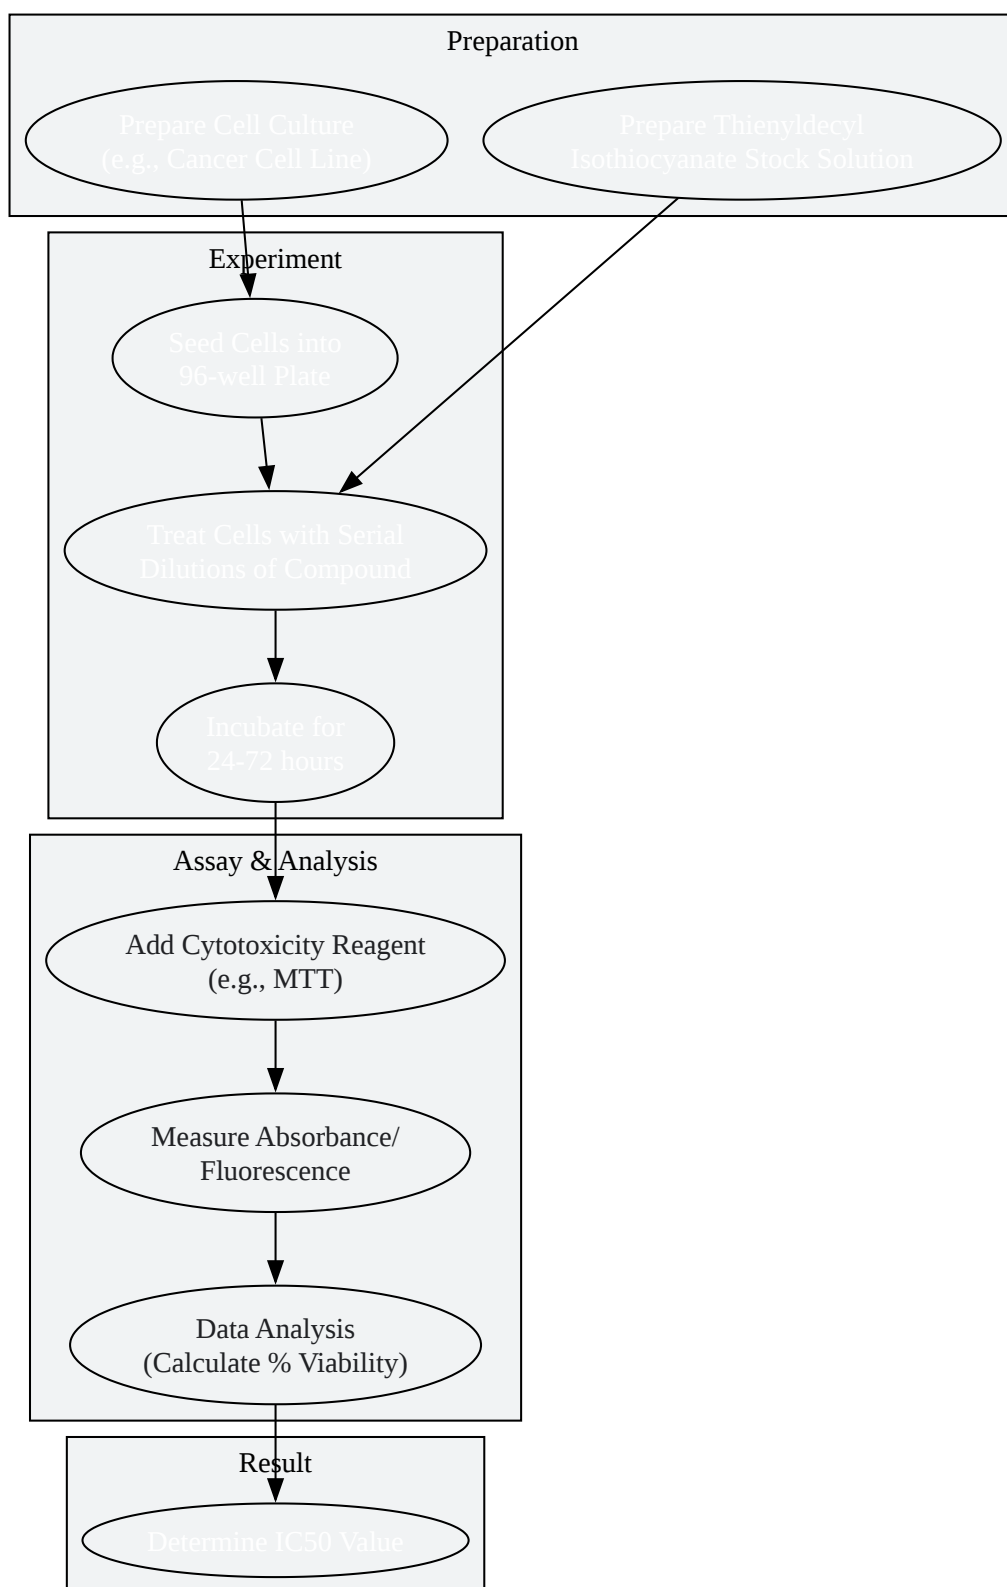 Preparation
Prepare Cell Culture
(e.g., Cancer Cell Line)
Prepare Thienyldecyl
Isothiocyanate Stock Solution
Experiment
Seed Cells into
96-well Plate
Treat Cells with Serial
Dilutions of Compound
Incubate for
24-72 hours
Assay & Analysis
Add Cytotoxicity Reagent
(e.g., MTT)
Measure Absorbance/
Fluorescence
Data Analysis
(Calculate % Viability)
Result
Determine IC50 Value